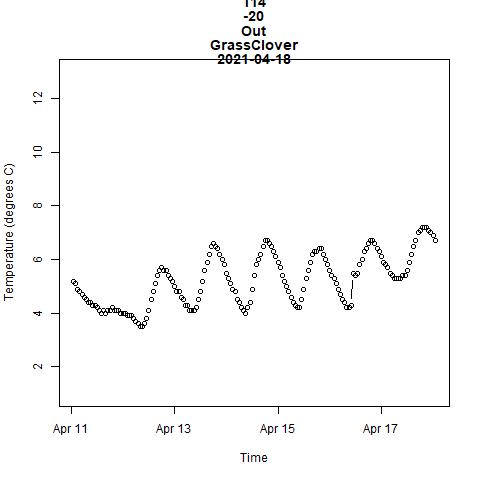 T14
-20
Out
GrassClover
2021-04-18
Temperature (degrees C)
12
10
8
6
4
2
Apr 11
Apr 13
Apr 15
Apr 17
Time